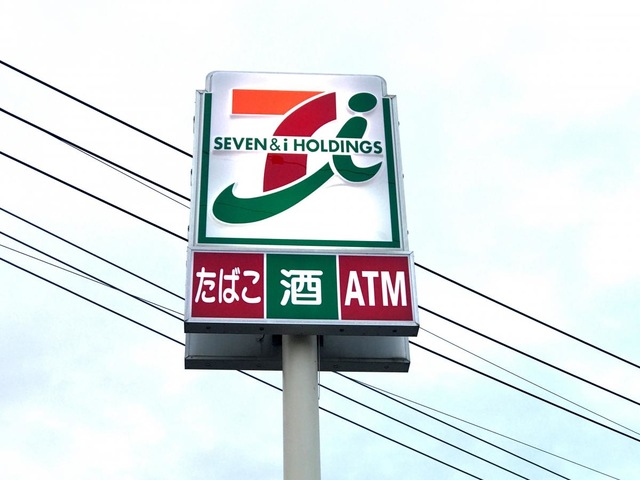 SEVEN & i HOLDINGS
たばこ 酒 ATM